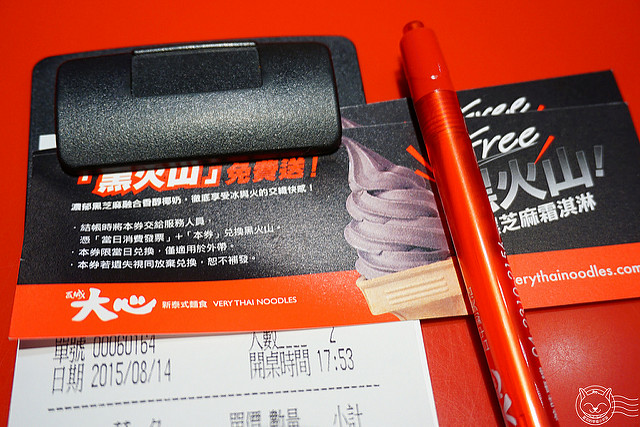 「黑火山」免費送！
濃郁黑芝麻融合香醇椰奶，徹底享受冰與火的交織快感！
．結帳時將本券交給服務人員，
憑「當日消費發票」＋「本券」兌換黑火山。
．本券限當日兌換，僅適用於外帶。
．本券若遺失視同放棄兌換，恕不補發。
瓦城 大心 新泰式麵食 VERY THAI NOODLES
Free
Free
火山!
芝麻霜淇淋
erythainoodles.com
單號 00060164
人數 2
日期 2015/08/14
開桌時間 17:53
單價 數量 小計